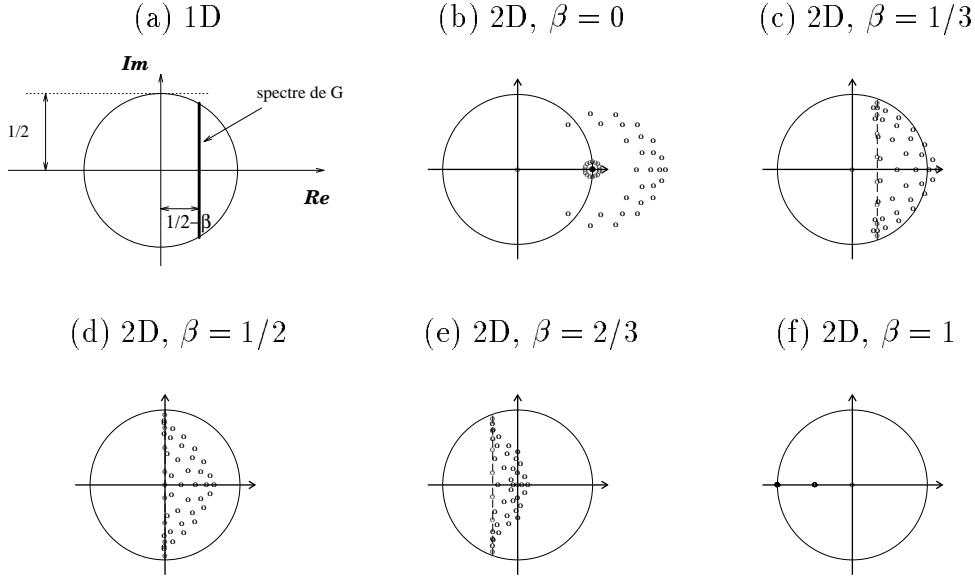 (a) 1D
(b) 2D, β = 0
(c) 2D, β = 1/3
Im
spectre de G
1/2
Re
1/2−β
(d) 2D, β = 1/2
(e) 2D, β = 2/3
(f) 2D, β = 1